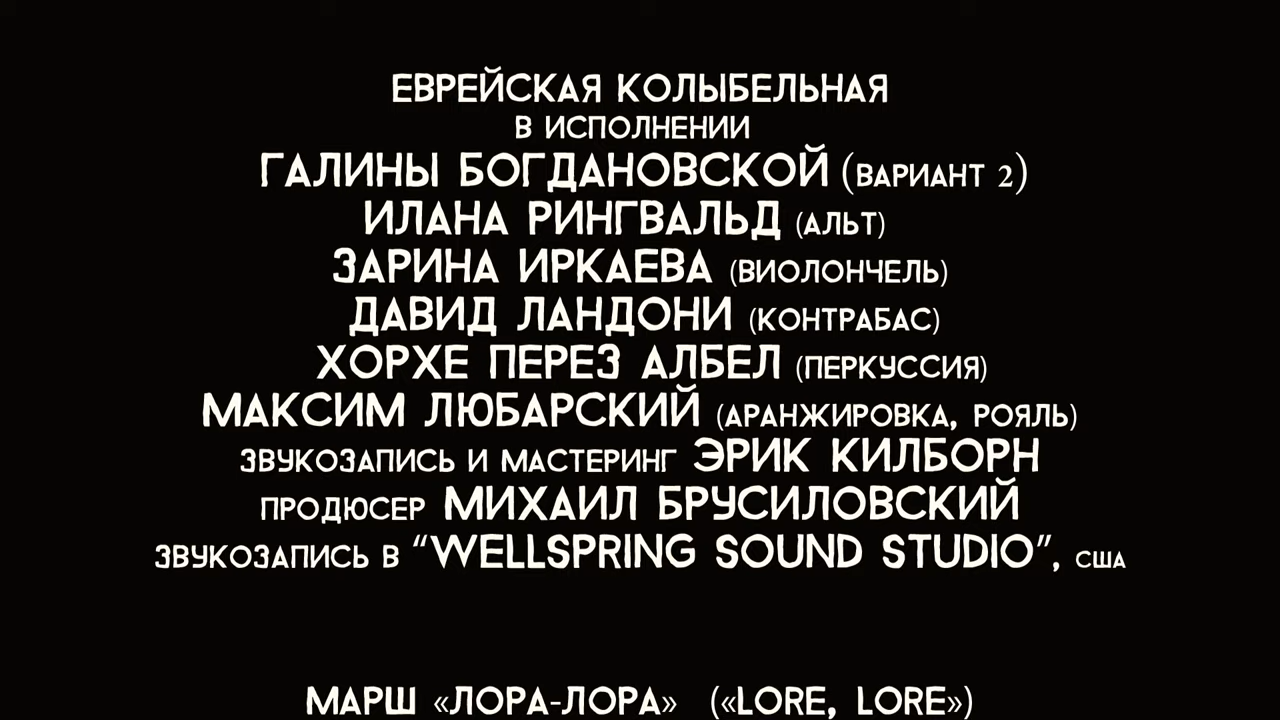 ЕВРЕЙСКАЯ КОЛЫБЕЛЬНАЯ
В ИСПОЛНЕНИИ
ГАЛИНЫ БОГДАНОВСКОЙ (ВАРИАНТ 2)
ИЛАНА РИНГВАЛЬД (АЛЬТ)
ЗАРИНА ИРКАЕВА (ВИОЛОНЧЕЛЬ)
ДАВИД ЛАНДОНИ (КОНТРАБАС)
ХОРХЕ ПЕРЕЗ АЛБЕЛ (ПЕРКУССИЯ)
МАКСИМ ЛЮБАРСКИЙ (АРАНЖИРОВКА, РОЯЛЬ)
ЗВУКОЗАПИСЬ И МАСТЕРИНГ ЭРИК КИЛБОРН
ПРОДЮСЕР МИХАИЛ БРУСИЛОВСКИЙ
ЗВУКОЗАПИСЬ В “WELLSPRING SOUND STUDIO”, США
МАРШ «ЛОРА-ЛОРА» («LORE, LORE»)